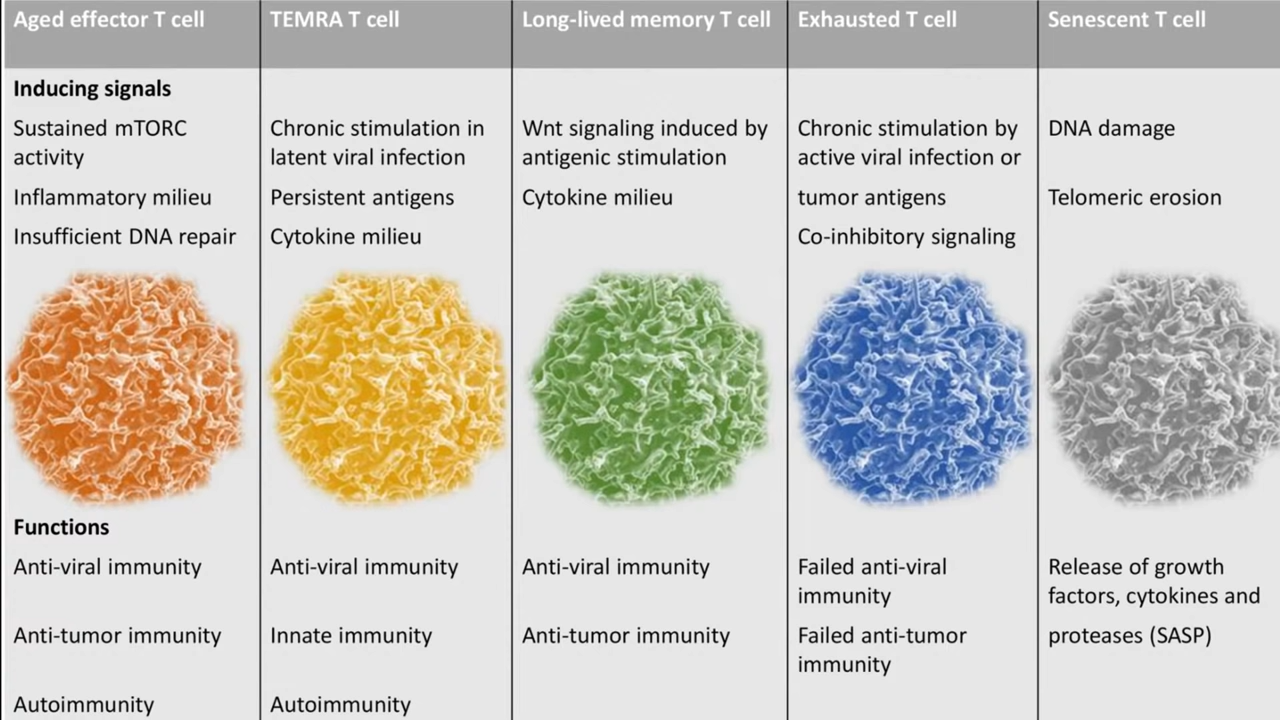 Aged effector T cell
TEMRA T cell
Long-lived memory T cell
Exhausted T cell
Senescent T cell
Inducing signals
Sustained mTORC
activity
Inflammatory milieu
Insufficient DNA repair
Chronic stimulation in
latent viral infection
Persistent antigens
Cytokine milieu
Wnt signaling induced by
antigenic stimulation
Cytokine milieu
Chronic stimulation by
active viral infection or
tumor antigens
Co-inhibitory signaling
DNA damage
Telomeric erosion
Functions
Anti-viral immunity
Anti-tumor immunity
Autoimmunity
Anti-viral immunity
Innate immunity
Autoimmunity
Anti-viral immunity
Anti-tumor immunity
Failed anti-viral
immunity
Failed anti-tumor
immunity
Release of growth
factors, cytokines and
proteases (SASP)